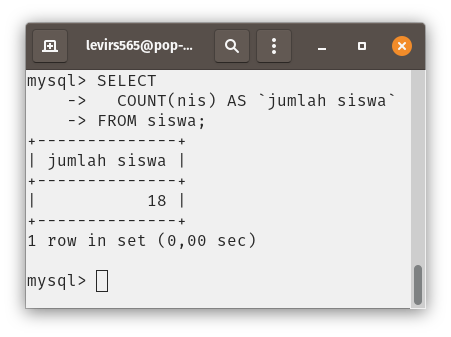 levirs565@pop-...
mysql> SELECT
    ->   COUNT(nis) AS `jumlah siswa`
    -> FROM siswa;
+--------------+
| jumlah siswa |
+--------------+
|           18 |
+--------------+
1 row in set (0,00 sec)
mysql>